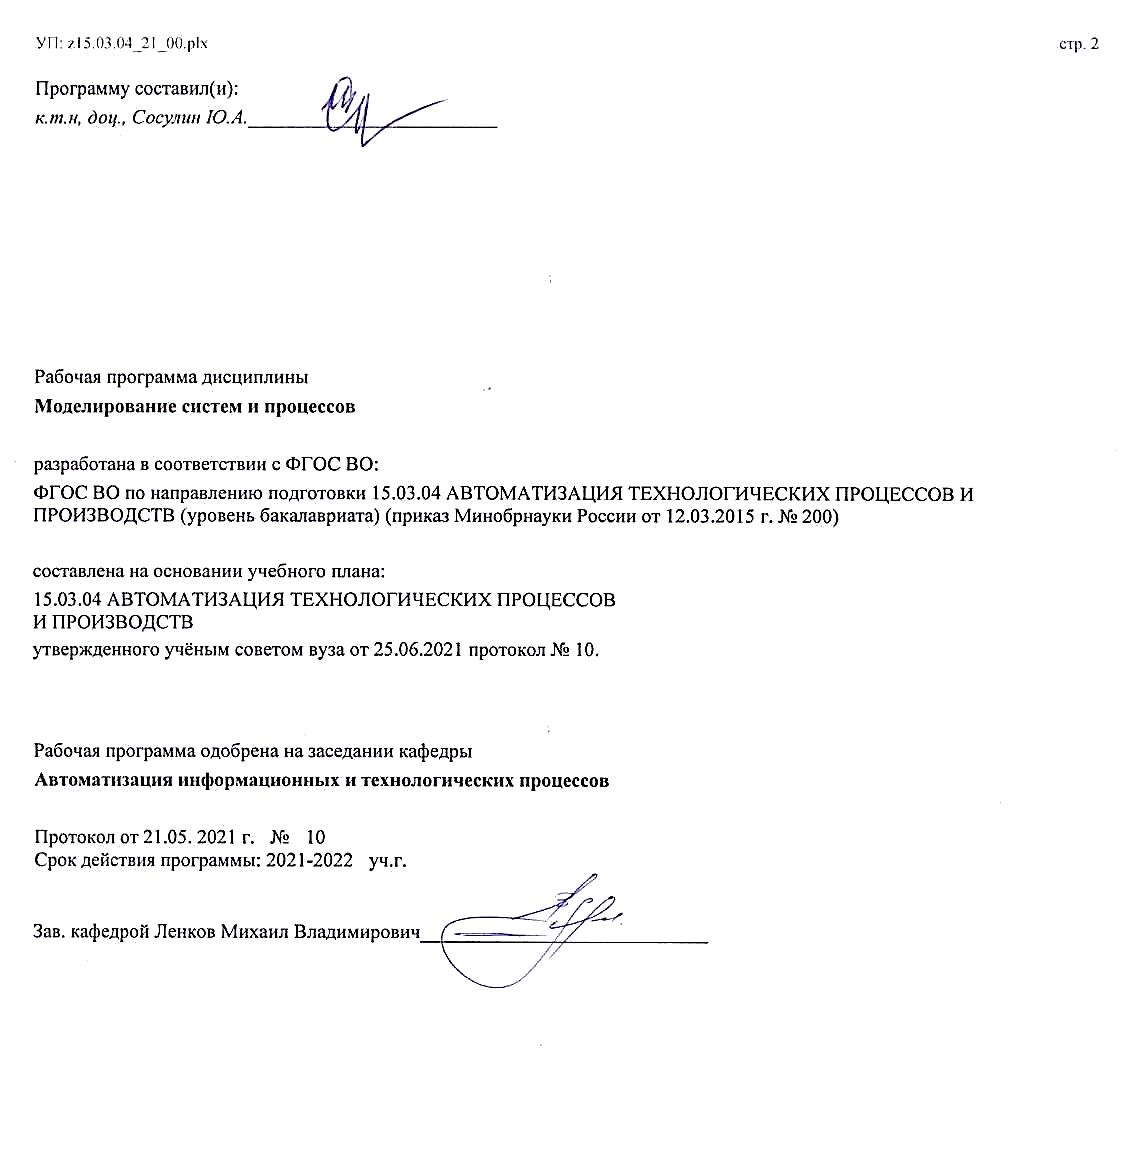 УП: z15.03.04_21_00.plx
стр. 2
Программу составил(и):
к.т.н, доц., Сосулин Ю.А.
Рабочая программа дисциплины
Моделирование систем и процессов
разработана в соответствии с ФГОС ВО:
ФГОС ВО по направлению подготовки 15.03.04 АВТОМАТИЗАЦИЯ ТЕХНОЛОГИЧЕСКИХ ПРОЦЕССОВ И
ПРОИЗВОДСТВ (уровень бакалавриата) (приказ Минобрнауки России от 12.03.2015 г. № 200)
составлена на основании учебного плана:
15.03.04 АВТОМАТИЗАЦИЯ ТЕХНОЛОГИЧЕСКИХ ПРОЦЕССОВ
И ПРОИЗВОДСТВ
утвержденного учёным советом вуза от 25.06.2021 протокол № 10.
Рабочая программа одобрена на заседании кафедры
Автоматизация информационных и технологических процессов
Протокол от 21.05. 2021 г. № 10
Срок действия программы: 2021-2022 уч.г.
Зав. кафедрой Ленков Михаил Владимирович